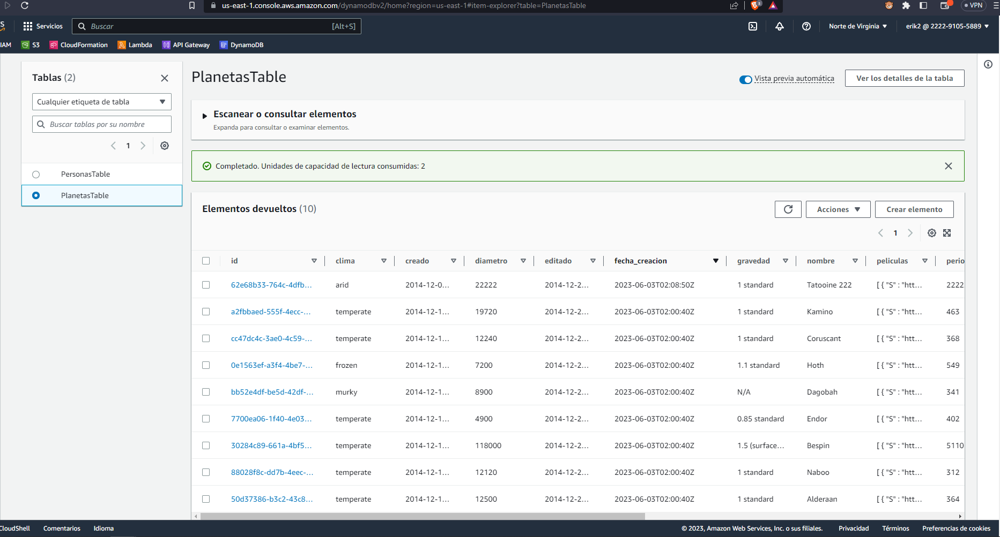 us-east-1.console.aws.amazon.com/dynamodbv2/home?region=us-east-1#item-explorer?table=PlanetasTable
3
VPN
Servicios
Buscar
[Alt+S]
Norte de Virginia
erik2 @ 2222-9105-5889
IAM
S3
CloudFormation
Lambda
API Gateway
DynamoDB
Tablas (2)
Cualquier etiqueta de tabla
Buscar tablas por su nombre
1
PersonasTable
PlanetasTable
PlanetasTable
Vista previa automática
Ver los detalles de la tabla
Escanear o consultar elementos
Expanda para consultar o examinar elementos.
Completado. Unidades de capacidad de lectura consumidas: 2
Elementos devueltos (10)
Acciones
Crear elemento
1
id clima creado diametro editado fecha_creacion gravedad nombre peliculas perio
62e68b33-764c-4dfb... arid 2014-12-0... 22222 2014-12-2... 2023-06-03T02:08:50Z 1 standard Tatooine 222 [ { "S" : "htt... 2222
a2fbbaed-555f-4ecc-... temperate 2014-12-1... 19720 2014-12-2... 2023-06-03T02:00:40Z 1 standard Kamino [ { "S" : "htt... 463
cc47dc4c-3ae0-4c59-... temperate 2014-12-1... 12240 2014-12-2... 2023-06-03T02:00:40Z 1 standard Coruscant [ { "S" : "htt... 368
0e1563ef-a3f4-4be7-... frozen 2014-12-1... 7200 2014-12-2... 2023-06-03T02:00:40Z 1.1 standard Hoth [ { "S" : "htt... 549
bb52e4df-be5d-42df-... murky 2014-12-1... 8900 2014-12-2... 2023-06-03T02:00:40Z N/A Dagobah [ { "S" : "htt... 341
7700ea06-1f40-4e03... temperate 2014-12-1... 4900 2014-12-2... 2023-06-03T02:00:40Z 0.85 standard Endor [ { "S" : "htt... 402
30284c89-661a-4bf5... temperate 2014-12-1... 118000 2014-12-2... 2023-06-03T02:00:40Z 1.5 (surface... Bespin [ { "S" : "htt... 5110
88028f8c-dd7b-4eec-... temperate 2014-12-1... 12120 2014-12-2... 2023-06-03T02:00:40Z 1 standard Naboo [ { "S" : "htt... 312
50d37386-b3c2-43c8... temperate 2014-12-1... 12500 2014-12-2... 2023-06-03T02:00:40Z 1 standard Alderaan [ { "S" : "htt... 364
CloudShell
Comentarios
Idioma
© 2023, Amazon Web Services, Inc. o sus filiales.
Privacidad
Términos
Preferencias de cookies